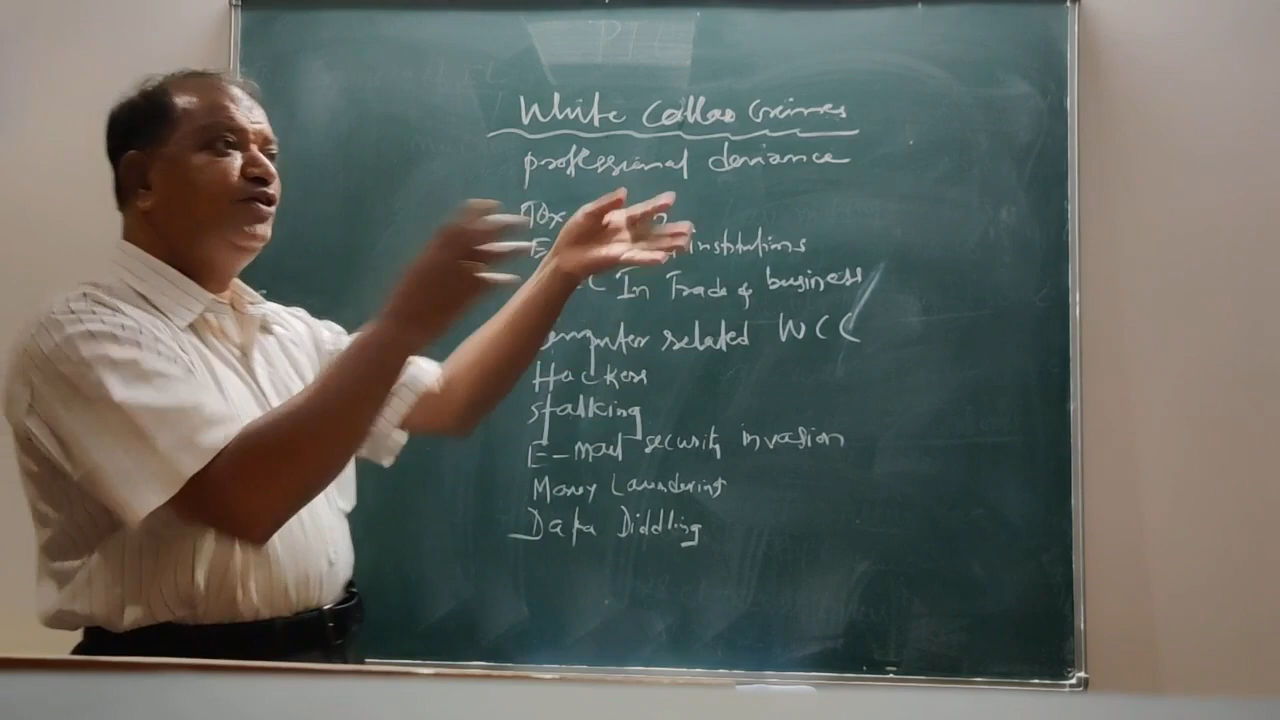 White Collar Crimes
professional deviance
Tax
institutions
In Trade & business
related WCC
Hackers
stalking
E-mail security invasion
Money Laundering
Data Diddling